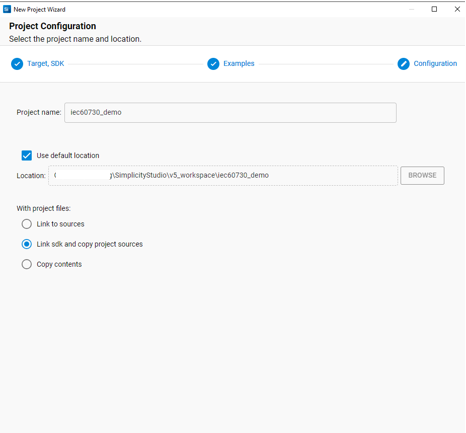 New Project Wizard
Project Configuration
Select the project name and location.
Target, SDK
Examples
Configuration
Project name: iec60730_demo
Use default location
Location: \SimplicityStudio\v5_workspace\iec60730_demo BROWSE
With project files:
Link to sources
Link sdk and copy project sources
Copy contents